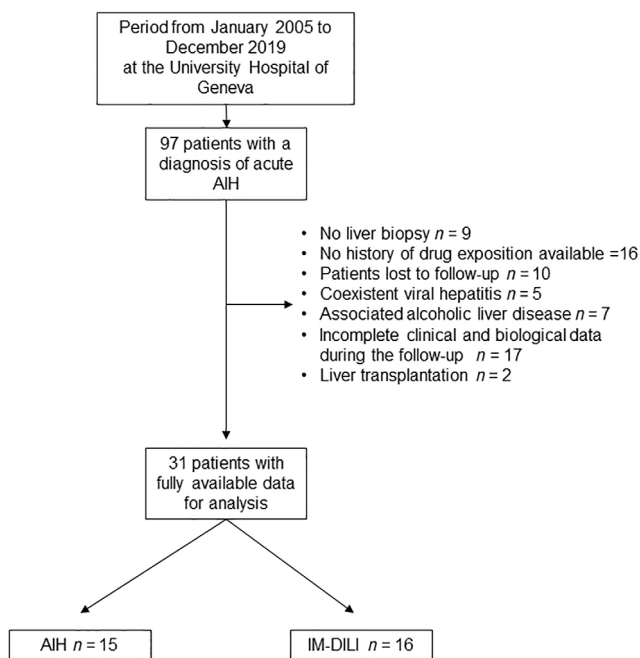 Period from January 2005 to
December 2019
at the University Hospital of
Geneva
97 patients with a
diagnosis of acute
AIH
• No liver biopsy n = 9
• No history of drug exposition available =16
• Patients lost to follow-up n = 10
• Coexistent viral hepatitis n = 5
• Associated alcoholic liver disease n = 7
• Incomplete clinical and biological data
during the follow-up n = 17
• Liver transplantation n = 2
31 patients with
fully available data
for analysis
AIH n = 15
IM-DILI n = 16